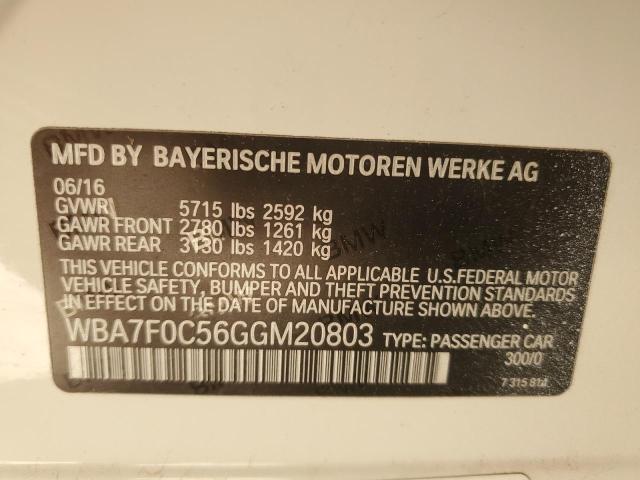 MFD BY BAYERISCHE MOTOREN WERKE AG
06/16
GVWR 5715 lbs 2592 kg
GAWR FRONT 2780 lbs 1261 kg
GAWR REAR 3130 lbs 1420 kg
THIS VEHICLE CONFORMS TO ALL APPLICABLE U.S.FEDERAL MOTOR
VEHICLE SAFETY, BUMPER AND THEFT PREVENTION STANDARDS
IN EFFECT ON THE DATE OF MANUFACTURE SHOWN ABOVE.
WBA7F0C56GGM20803 TYPE: PASSENGER CAR
300/0
BMW